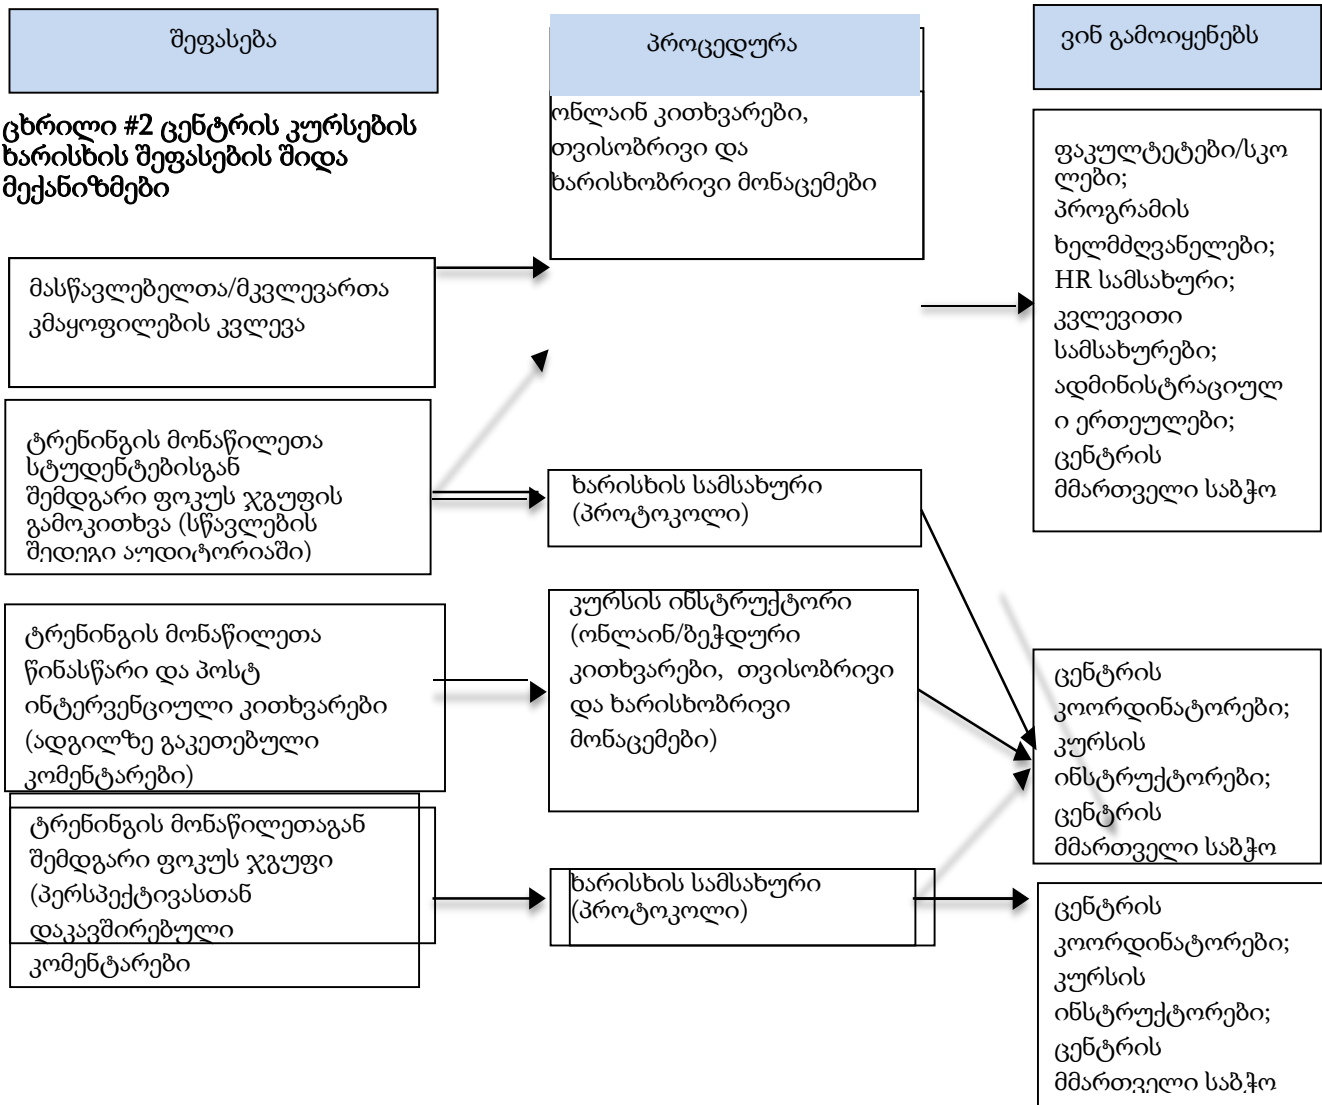 შეფასება
პროცედურა
ვინ გამოიყენებს
ცხრილი #2 ცენტრის კურსების
ხარისხის შეფასების შიდა
მექანიზმები
ონლაინ კითხვარები,
თვისობრივი და
ხარისხობრივი მონაცემები
ფაკულტეტები/სკო
ლები;
პროგრამის
ხელმძღვანელები;
HR სამსახური;
კვლევითი
სამსახურები;
ადმინისტრაციულ
ი ერთეულები;
ცენტრის
მმართველი საბჭო
მასწავლებელთა/მკვლევართა
კმაყოფილების კვლევა
ტრენინგის მონაწილეთა
სტუდენტებისგან
შემდგარი ფოკუს ჯგუფის
გამოკითხვა (სწავლების
შედეგი აუდიტორიაში)
ხარისხის სამსახური
(პროტოკოლი)
ტრენინგის მონაწილეთა
წინასწარი და პოსტ
ინტერვენციული კითხვარები
(ადგილზე გაკეთებული
კომენტარები)
კურსის ინსტრუქტორი
(ონლაინ/ბეჭდური
კითხვარები, თვისობრივი
და ხარისხობრივი
მონაცემები)
ცენტრის
კოორდინატორები;
კურსის
ინსტრუქტორები;
ცენტრის
მმართველი საბჭო
ტრენინგის მონაწილეთაგან
შემდგარი ფოკუს ჯგუფი
(პერსპექტივასთან
დაკავშირებული
კომენტარები
ხარისხის სამსახური
(პროტოკოლი)
ცენტრის
კოორდინატორები;
კურსის
ინსტრუქტორები;
ცენტრის
მმართველი საბჭო